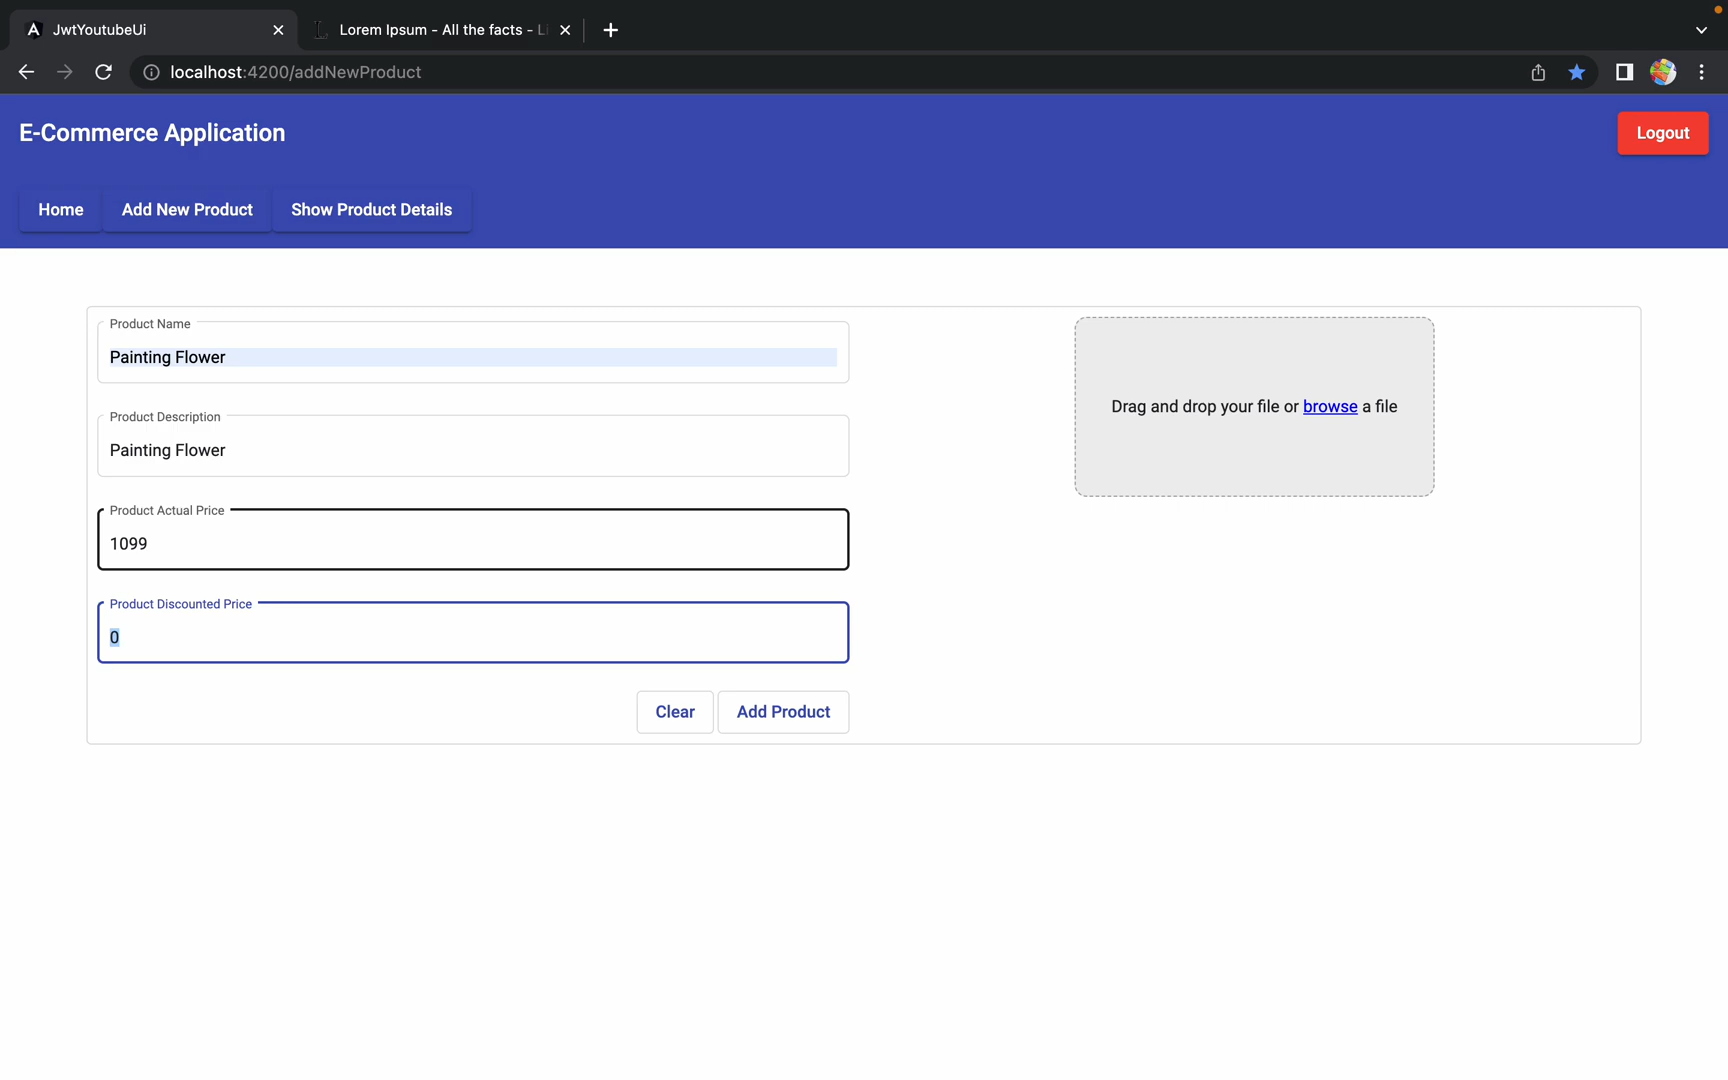 JwtYoutubeUi
Lorem Ipsum - All the facts - Li
localhost:4200/addNewProduct
E-Commerce Application
Logout
Home
Add New Product
Show Product Details
Product Name
Painting Flower
Product Description
Painting Flower
Product Actual Price
1099
Product Discounted Price
0
Clear
Add Product
Drag and drop your file or browse a file